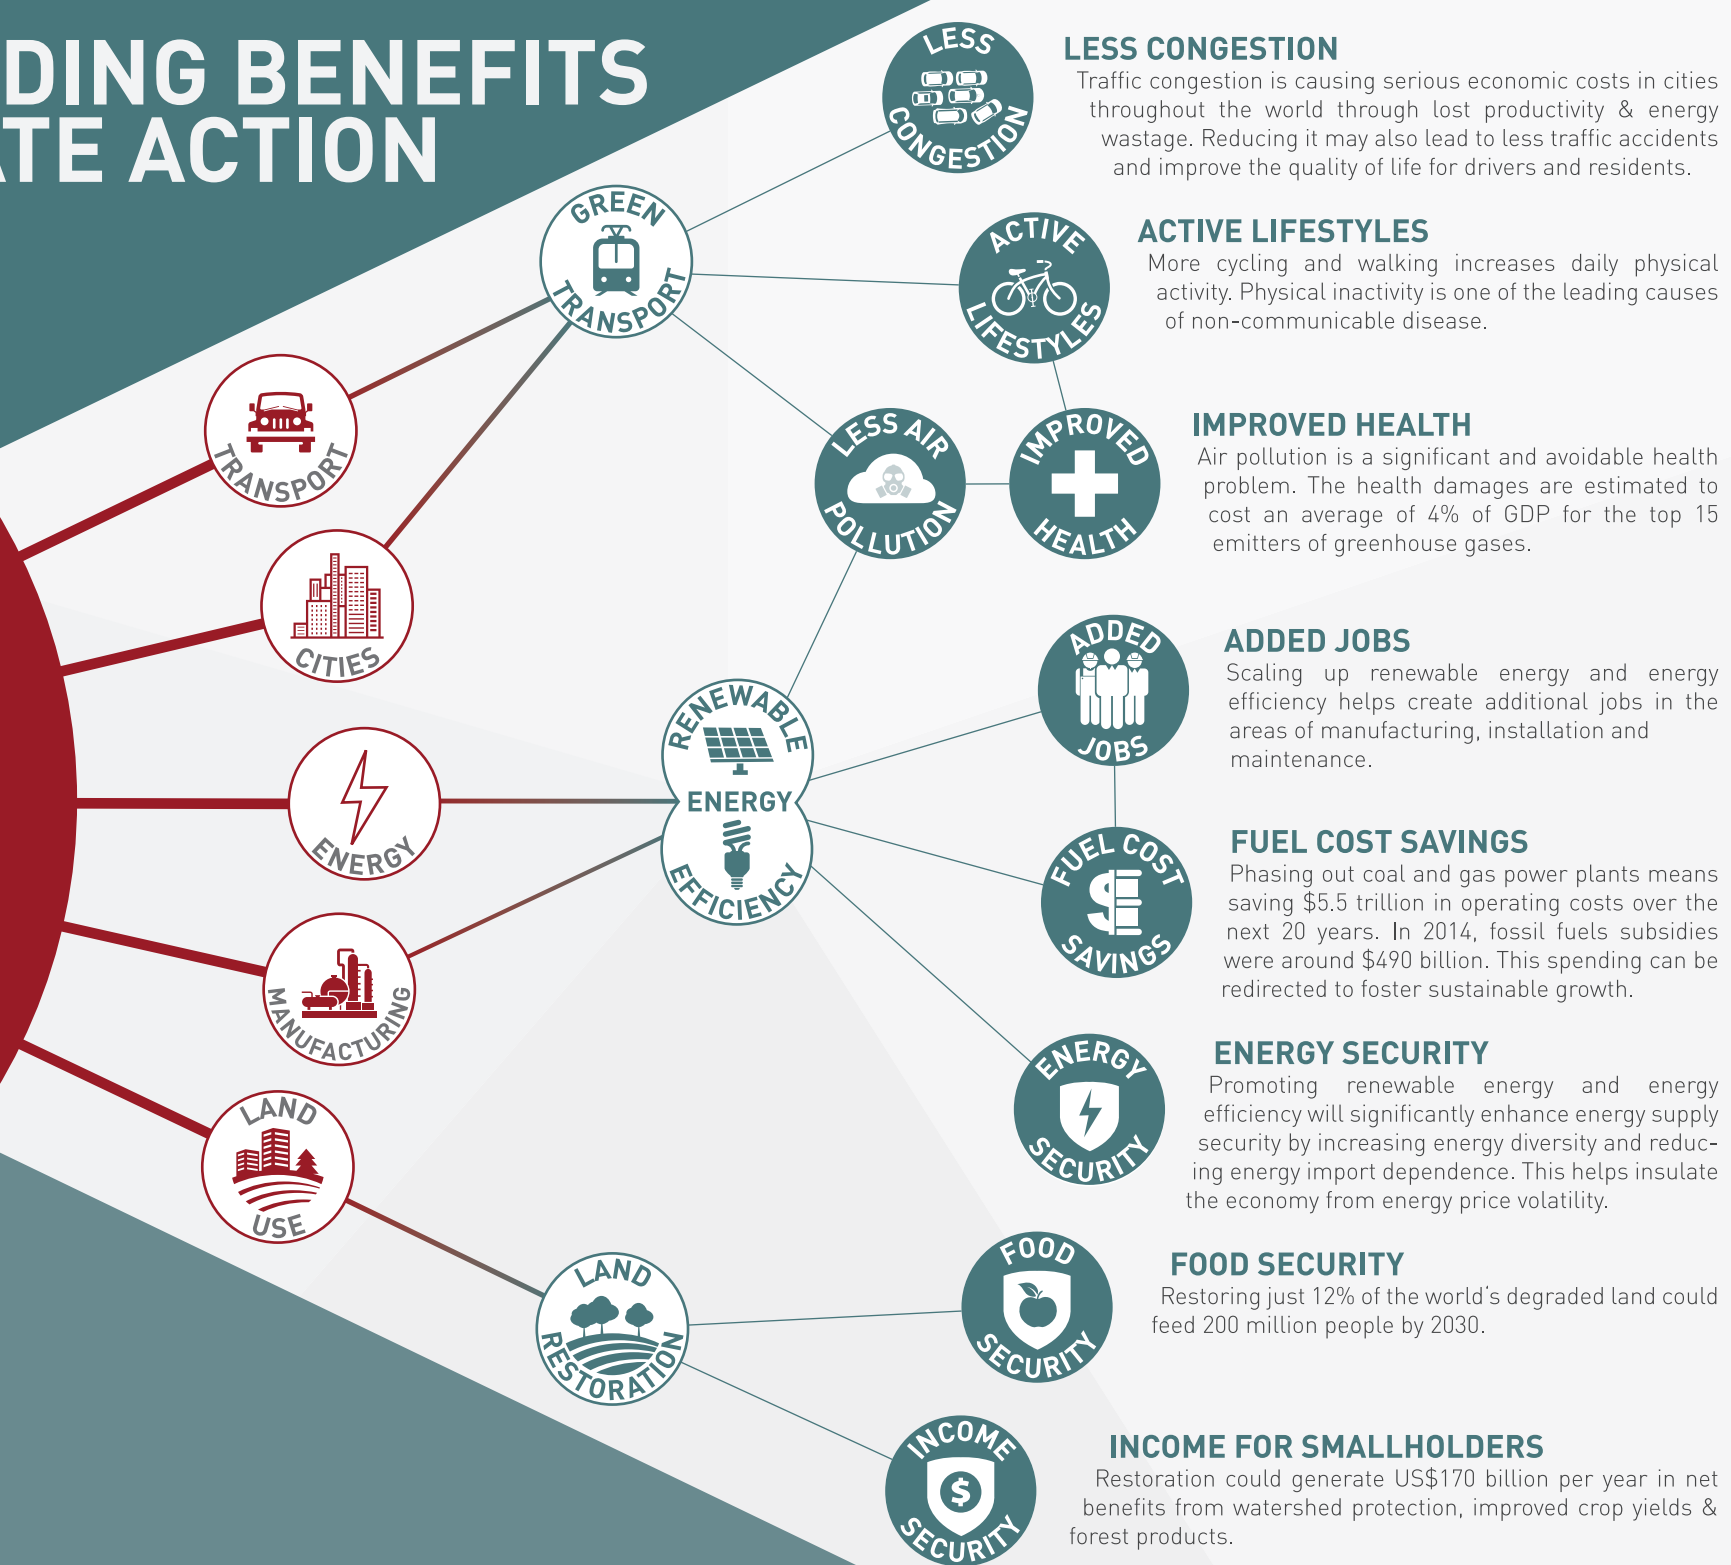 DING BENEFITS
TE ACTION
LESS
CONGESTION
LESS CONGESTION
Traffic congestion is causing serious economic costs in cities
throughout the world through lost productivity & energy
wastage. Reducing it may also lead to less traffic accidents
and improve the quality of life for drivers and residents.
GREEN
TRANSPORT
ACTIVE
LIFESTYLES
ACTIVE LIFESTYLES
More cycling and walking increases daily physical
activity. Physical inactivity is one of the leading causes
of non-communicable disease.
TRANSPORT
LESS AIR
POLLUTION
IMPROVED
HEALTH
IMPROVED HEALTH
Air pollution is a significant and avoidable health
problem. The health damages are estimated to
cost an average of 4% of GDP for the top 15
emitters of greenhouse gases.
CITIES
ADDED
JOBS
ADDED JOBS
Scaling up renewable energy and energy
efficiency helps create additional jobs in the
areas of manufacturing, installation and
maintenance.
ENERGY
RENEWABLE
ENERGY
EFFICIENCY
FUEL COST
SAVINGS
FUEL COST SAVINGS
Phasing out coal and gas power plants means
saving $5.5 trillion in operating costs over the
next 20 years. In 2014, fossil fuels subsidies
were around $490 billion. This spending can be
redirected to foster sustainable growth.
MANUFACTURING
ENERGY
SECURITY
ENERGY SECURITY
Promoting renewable energy and energy
efficiency will significantly enhance energy supply
security by increasing energy diversity and reduc-
ing energy import dependence. This helps insulate
the economy from energy price volatility.
LAND
USE
LAND
RESTORATION
FOOD
SECURITY
FOOD SECURITY
Restoring just 12% of the world's degraded land could
feed 200 million people by 2030.
INCOME
SECURITY
INCOME FOR SMALLHOLDERS
Restoration could generate US$170 billion per year in net
benefits from watershed protection, improved crop yields &
forest products.